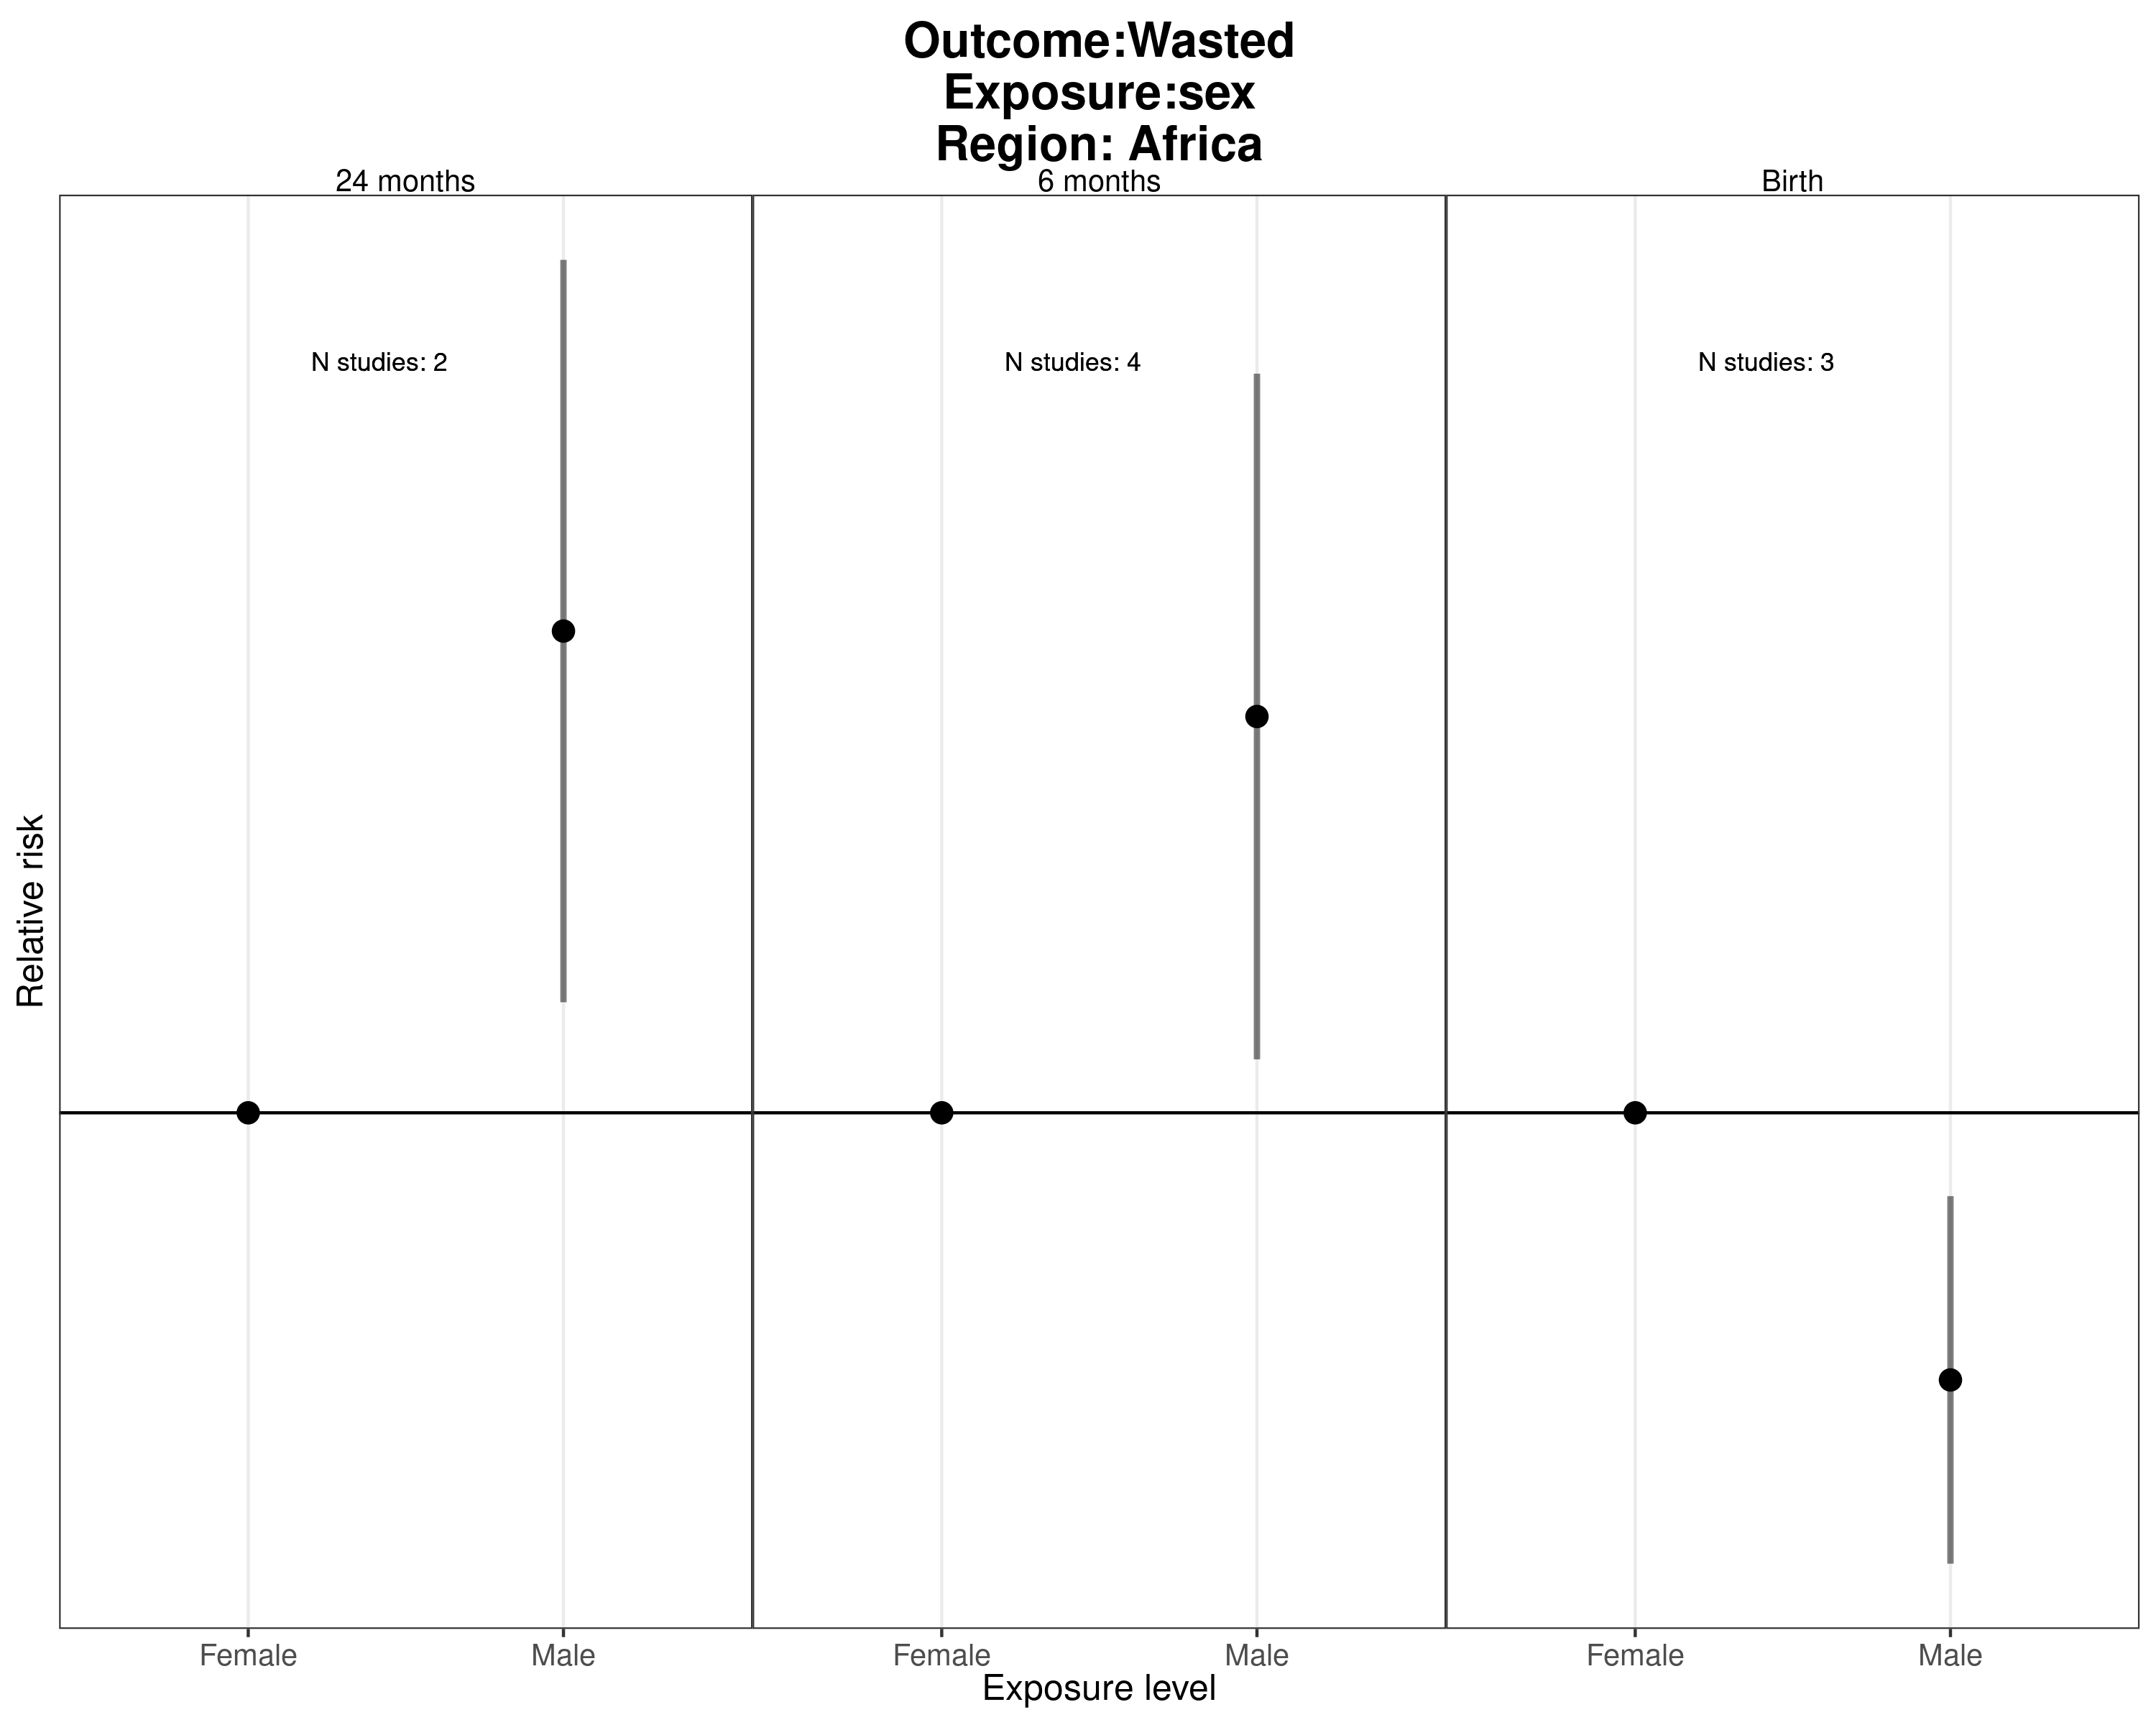 Outcome:Wasted
Exposure:sex
Region: Africa
24 months
6 months
Birth
N studies: 2
N studies: 4
N studies: 3
Relative risk
Female
Male
Female
Male
Female
Male
Exposure level